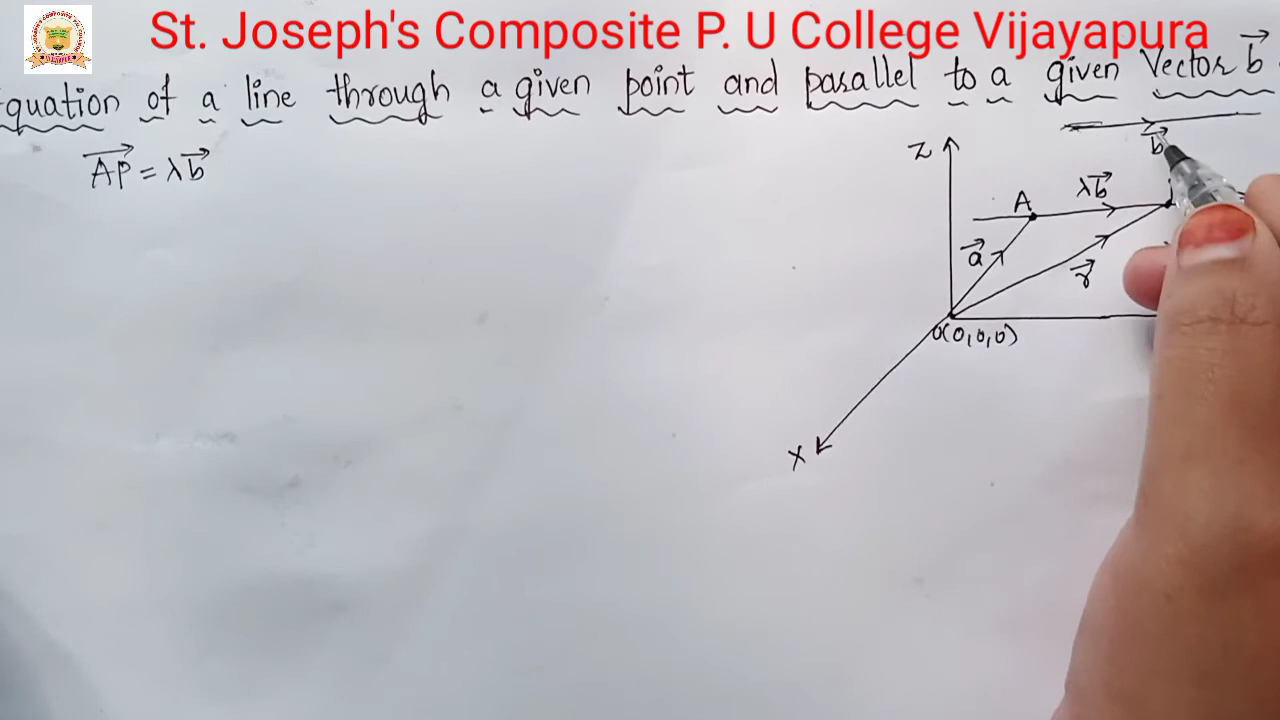 St. Joseph's Composite P. U College Vijayapura
quation of a line through a given point and parallel to a given Vector b⃗
AP⃗ = λb⃗
b⃗
Z
A
λb⃗
a⃗
r⃗
O(0,0,0)
X